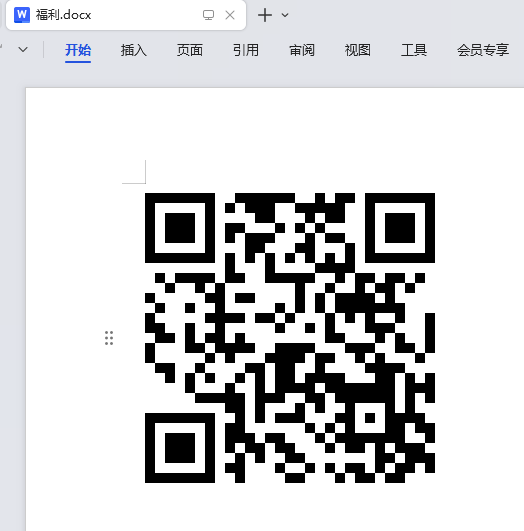 福利.docx
开始 插入 页面 引用 审阅 视图 工具 会员专享